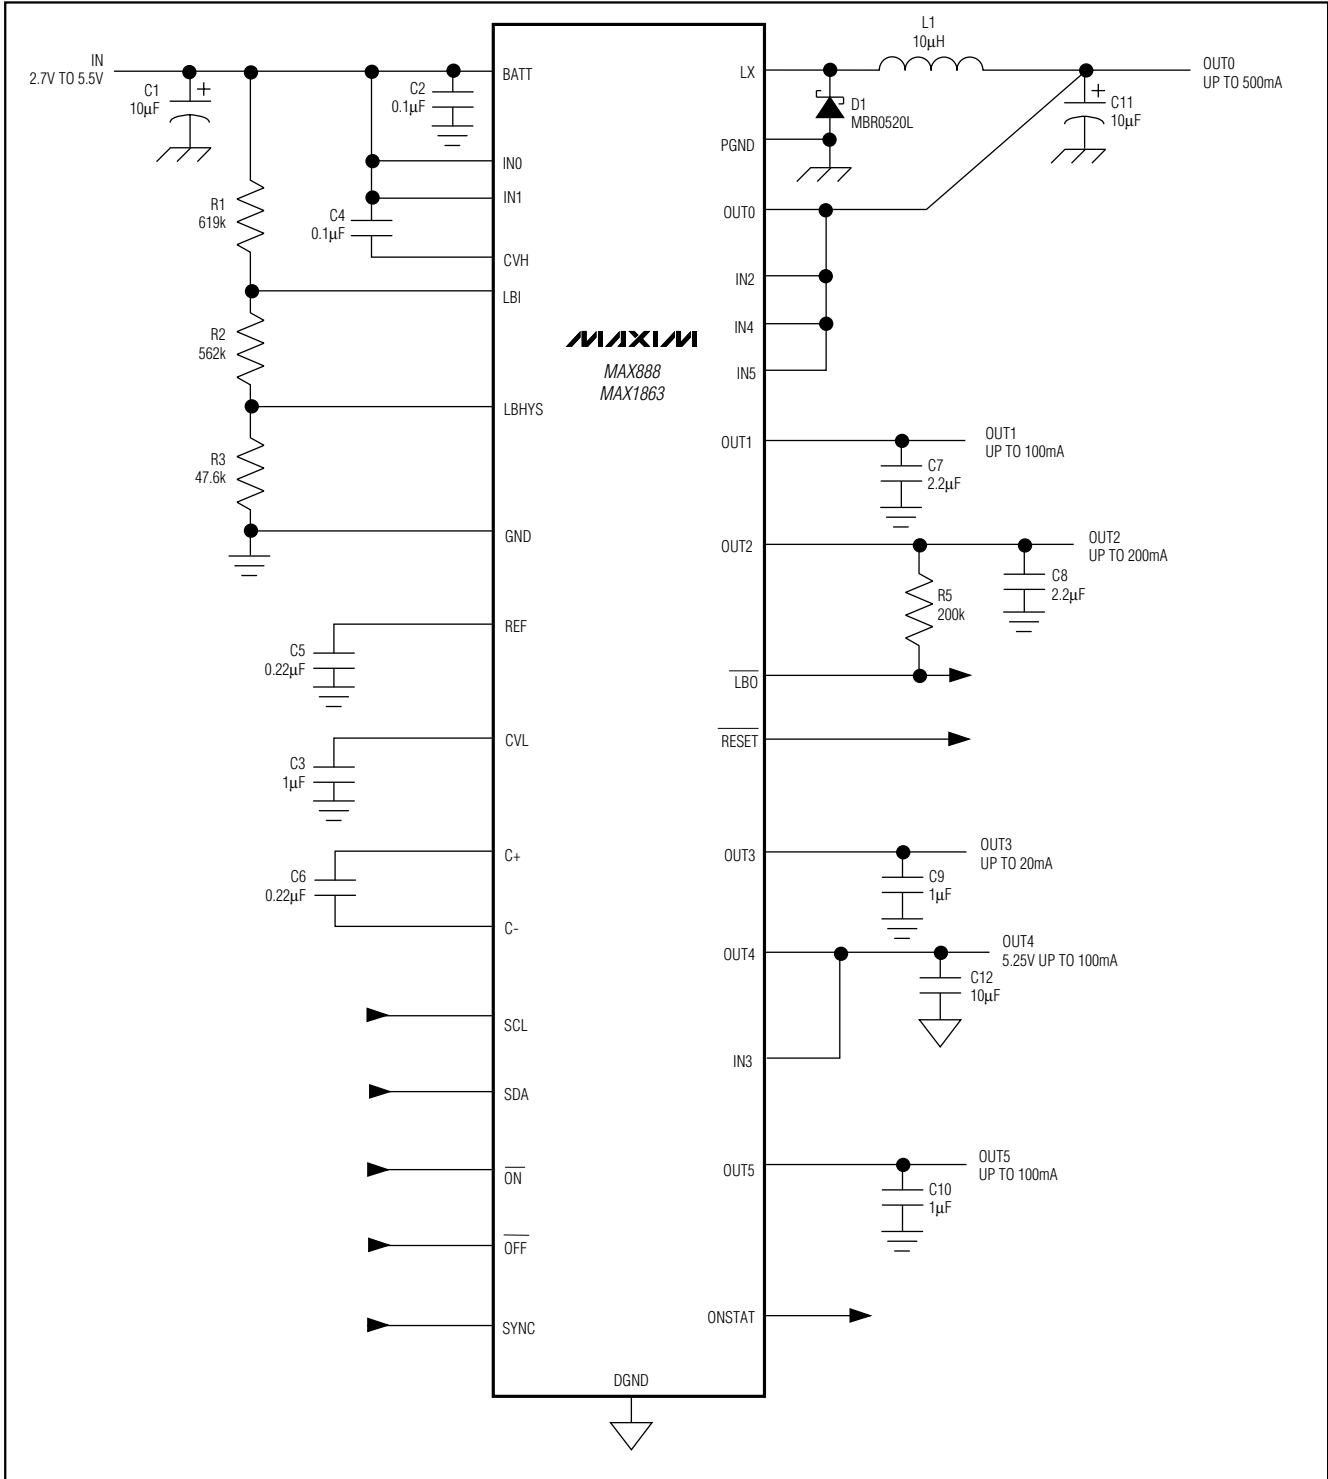 IN
2.7V TO 5.5V
C1
10µF
+
C2
0.1µF
R1
619k
C4
0.1µF
R2
562k
R3
47.6k
C5
0.22µF
C3
1µF
C6
0.22µF
BATT
IN0
IN1
CVH
LBI
LBHYS
GND
REF
CVL
C+
C-
SCL
SDA
ON
OFF
SYNC
MAXIM
MAX888
MAX1863
DGND
LX
PGND
OUT0
IN2
IN4
IN5
OUT1
OUT2
LBO
RESET
OUT3
OUT4
IN3
OUT5
ONSTAT
L1
10µH
D1
MBR0520L
OUT0
UP TO 500mA
+
C11
10µF
OUT1
UP TO 100mA
C7
2.2µF
OUT2
UP TO 200mA
C8
2.2µF
R5
200k
OUT3
UP TO 20mA
C9
1µF
OUT4
5.25V UP TO 100mA
C12
10µF
OUT5
UP TO 100mA
C10
1µF